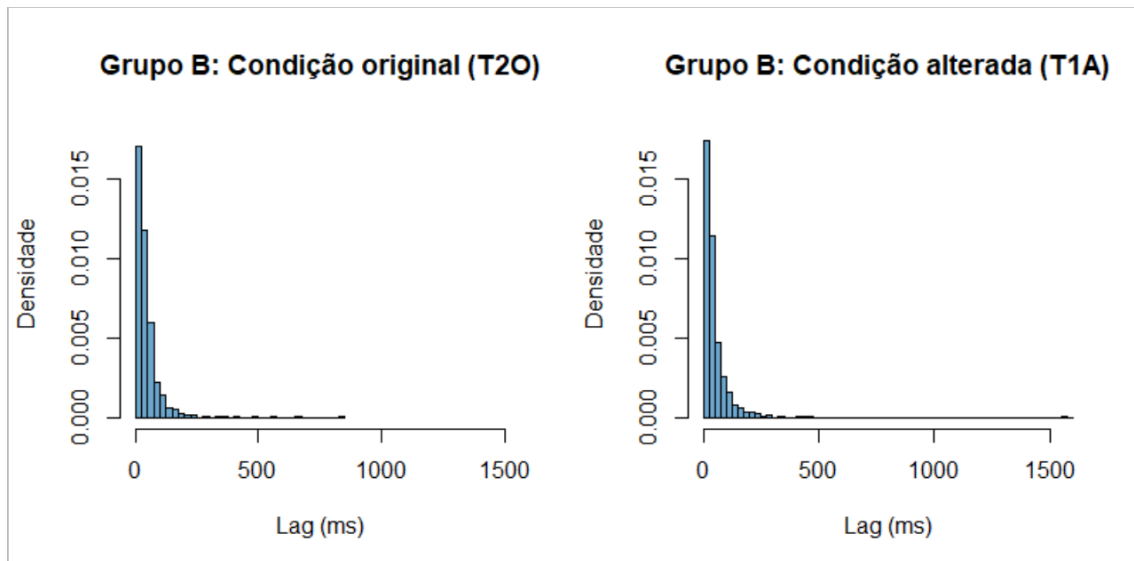 Grupo B: Condição original (T2O)
Densidade
0.000 0.005 0.010 0.015
0 500 1000 1500
Lag (ms)
Grupo B: Condição alterada (T1A)
Densidade
0.000 0.005 0.010 0.015
0 500 1000 1500
Lag (ms)